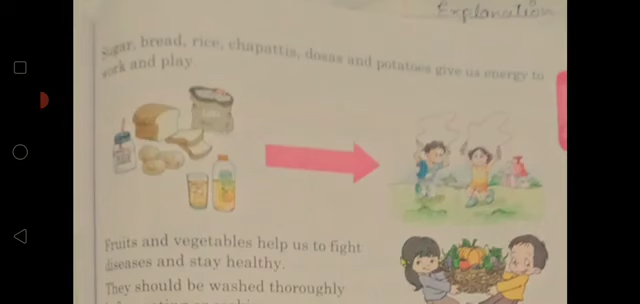 Explanation
Sugar, bread, rice, chapattis, dosas and potatoes give us energy to
work and play.
Fruits and vegetables help us to fight
diseases and stay healthy.
They should be washed thoroughly